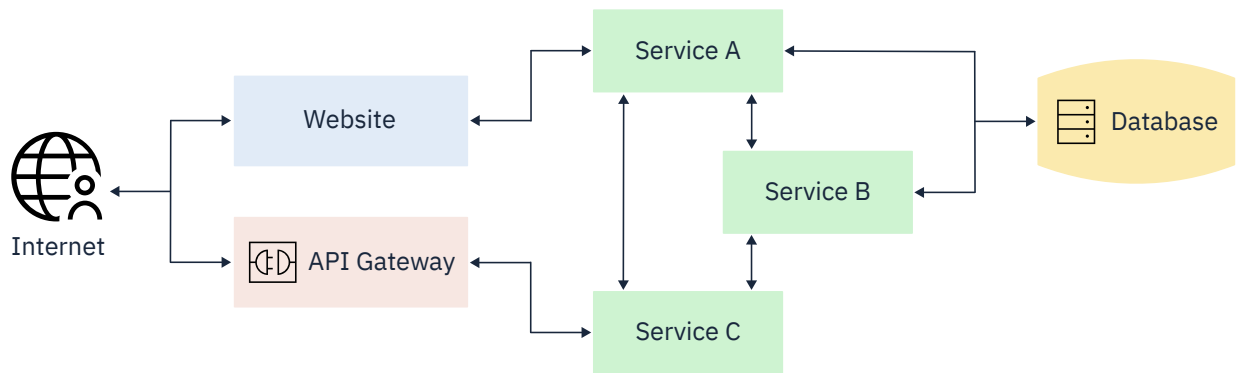 Internet
Website
API Gateway
Service A
Service B
Service C
Database